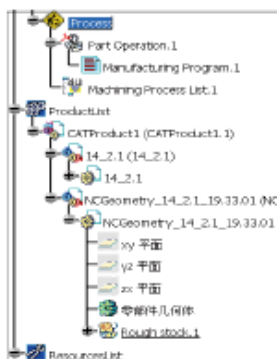 Process
Part Operation.1
Manufacturing Program.1
Machining Process List.1
ProductList
CATProduct1 (CATProduct1.1)
14_2.1 (14_2.1)
14_2.1
NCGeometry_14_2.1_19.33.01 (NC
NCGeometry_14_2.1_19.33.01
xy 平面
yz 平面
zx 平面
零部件几何体
Rough stock.1
ResourcesList